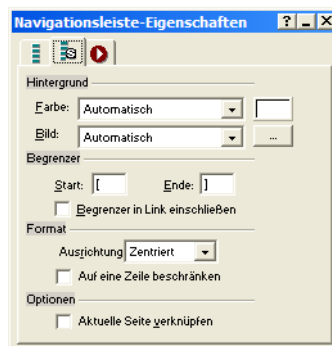 Navigationsleiste-Eigenschaften
Hintergrund
Farbe: Automatisch
Bild: Automatisch ...
Begrenzer
Start: [ Ende: ]
Begrenzer in Link einschließen
Format
Ausrichtung Zentriert
Auf eine Zeile beschränken
Optionen
Aktuelle Seite verknüpfen